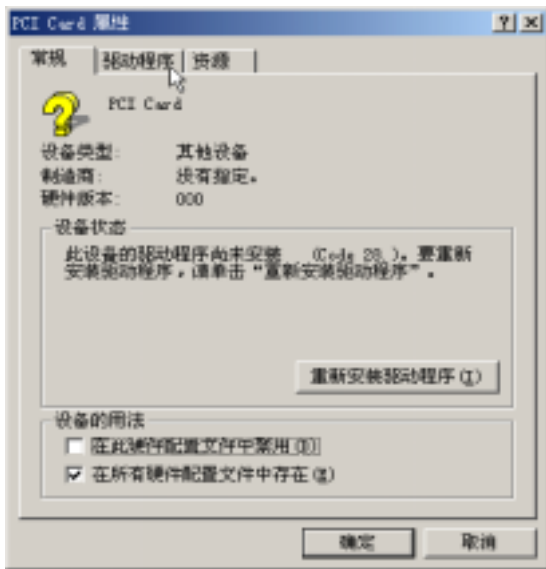 PCI Card 属性
常规 驱动程序 资源
PCI Card
设备类型: 其他设备
制造商: 没有指定。
硬件版本: 000
设备状态
此设备的驱动程序尚未安装 (Code 28.)。要重新
安装驱动程序，请单击“重新安装驱动程序”。
重新安装驱动程序(I)
设备的用法
在此硬件配置文件中禁用(D)
在所有硬件配置文件中存在(E)
确定 取消